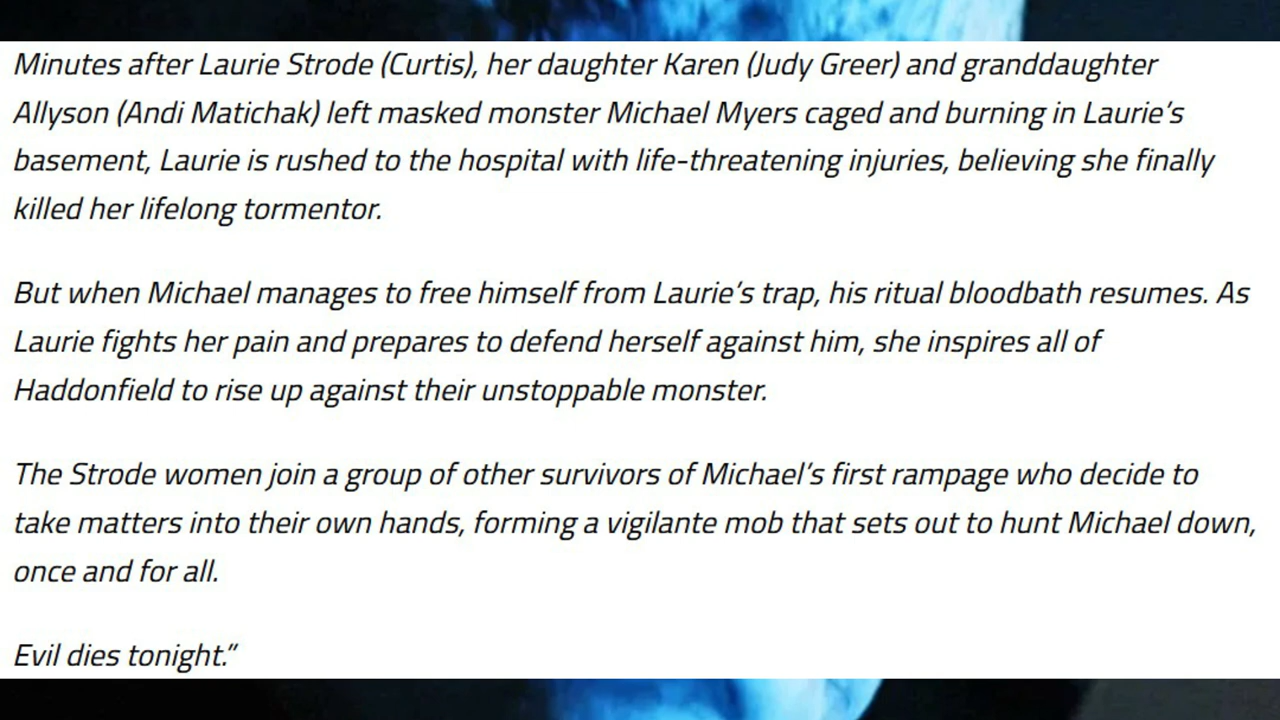 Minutes after Laurie Strode (Curtis), her daughter Karen (Judy Greer) and granddaughter
Allyson (Andi Matichak) left masked monster Michael Myers caged and burning in Laurie’s
basement, Laurie is rushed to the hospital with life-threatening injuries, believing she finally
killed her lifelong tormentor.
But when Michael manages to free himself from Laurie’s trap, his ritual bloodbath resumes. As
Laurie fights her pain and prepares to defend herself against him, she inspires all of
Haddonfield to rise up against their unstoppable monster.
The Strode women join a group of other survivors of Michael’s first rampage who decide to
take matters into their own hands, forming a vigilante mob that sets out to hunt Michael down,
once and for all.
Evil dies tonight.”